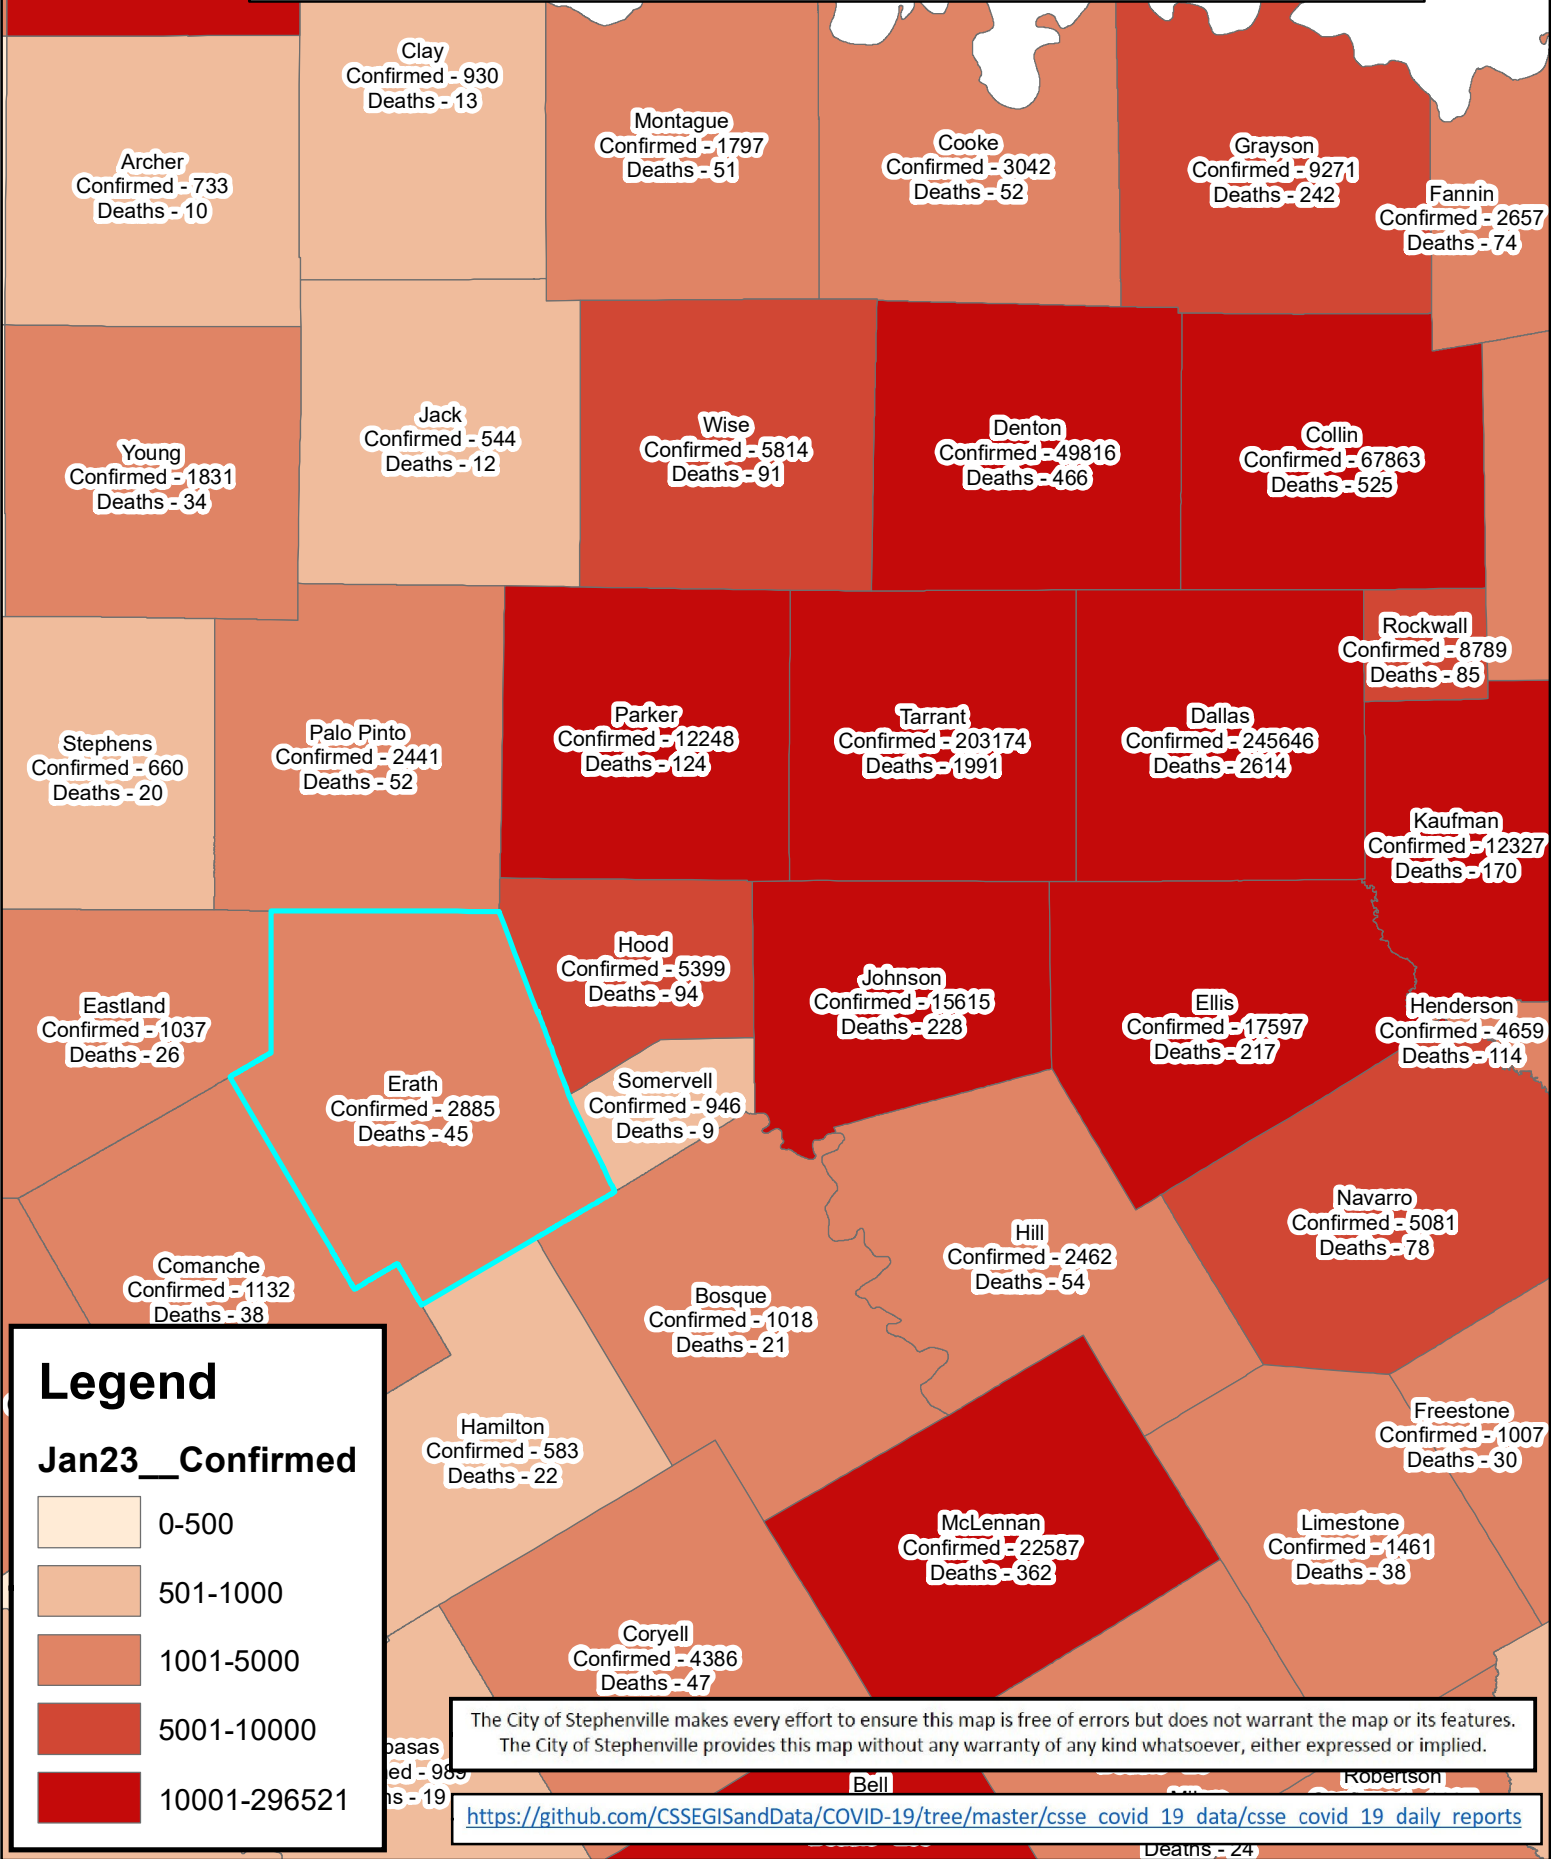 Clay
Confirmed - 930
Deaths - 13
Montague
Confirmed - 1797
Deaths - 51
Cooke
Confirmed - 3042
Deaths - 52
Grayson
Confirmed - 9271
Deaths - 242
Archer
Confirmed - 733
Deaths - 10
Fannin
Confirmed - 2657
Deaths - 74
Jack
Confirmed - 544
Deaths - 12
Wise
Confirmed - 5814
Deaths - 91
Denton
Confirmed - 49816
Deaths - 466
Collin
Confirmed - 67863
Deaths - 525
Young
Confirmed - 1831
Deaths - 34
Rockwall
Confirmed - 8789
Deaths - 85
Stephens
Confirmed - 660
Deaths - 20
Palo Pinto
Confirmed - 2441
Deaths - 52
Parker
Confirmed - 12248
Deaths - 124
Tarrant
Confirmed - 203174
Deaths - 1991
Dallas
Confirmed - 245646
Deaths - 2614
Kaufman
Confirmed - 12327
Deaths - 170
Hood
Confirmed - 5399
Deaths - 94
Johnson
Confirmed - 15615
Deaths - 228
Ellis
Confirmed - 17597
Deaths - 217
Henderson
Confirmed - 4659
Deaths - 114
Eastland
Confirmed - 1037
Deaths - 26
Erath
Confirmed - 2885
Deaths - 45
Somervell
Confirmed - 946
Deaths - 9
Navarro
Confirmed - 5081
Deaths - 78
Hill
Confirmed - 2462
Deaths - 54
Comanche
Confirmed - 1132
Deaths - 38
Bosque
Confirmed - 1018
Deaths - 21
Hamilton
Confirmed - 583
Deaths - 22
Freestone
Confirmed - 1007
Deaths - 30
McLennan
Confirmed - 22587
Deaths - 362
Limestone
Confirmed - 1461
Deaths - 38
Coryell
Confirmed - 4386
Deaths - 47
Legend
Jan23__Confirmed
0-500
501-1000
1001-5000
5001-10000
10001-296521
The City of Stephenville makes every effort to ensure this map is free of errors but does not warrant the map or its features.
The City of Stephenville provides this map without any warranty of any kind whatsoever, either expressed or implied.
pasas
ed - 989
ns - 19
Bell
Robertson
https://github.com/CSSEGISandData/COVID-19/tree/master/csse_covid_19_data/csse_covid_19_daily_reports
Deaths - 24